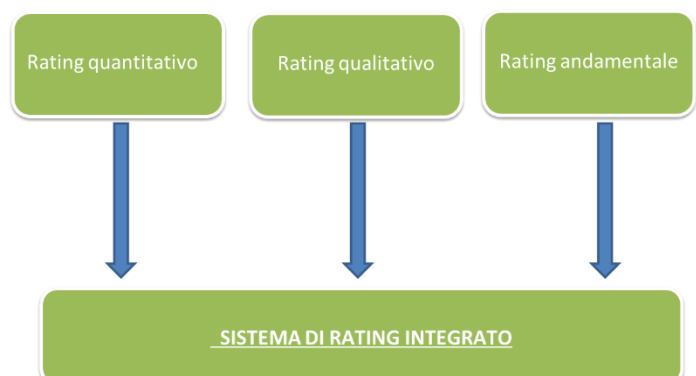 Rating quantitativo
Rating qualitativo
Rating andamentale
SISTEMA DI RATING INTEGRATO